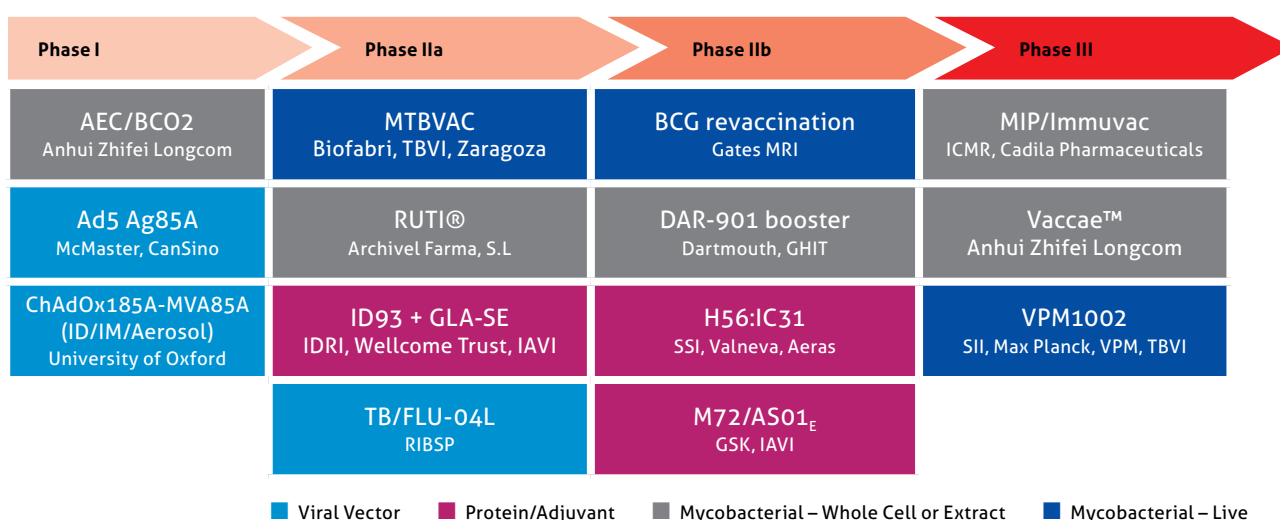 Phase I
Phase IIa
Phase IIb
Phase III
AEC/BCO2
Anhui Zhifei Longcom
MTBVAC
Biofabri, TBVI, Zaragoza
BCG revaccination
Gates MRI
MIP/Immuvac
ICMR, Cadila Pharmaceuticals
Ad5 Ag85A
McMaster, CanSino
RUTI®
Archivel Farma, S.L
DAR-901 booster
Dartmouth, GHIT
Vaccae™
Anhui Zhifei Longcom
ChAdOx185A-MVA85A
(ID/IM/Aerosol)
University of Oxford
ID93 + GLA-SE
IDRI, Wellcome Trust, IAVI
H56:IC31
SSI, Valneva, Aeras
VPM1002
SII, Max Planck, VPM, TBVI
TB/FLU-04L
RIBSP
M72/AS01E
GSK, IAVI
Viral Vector
Protein/Adjuvant
Mycobacterial – Whole Cell or Extract
Mycobacterial – Live